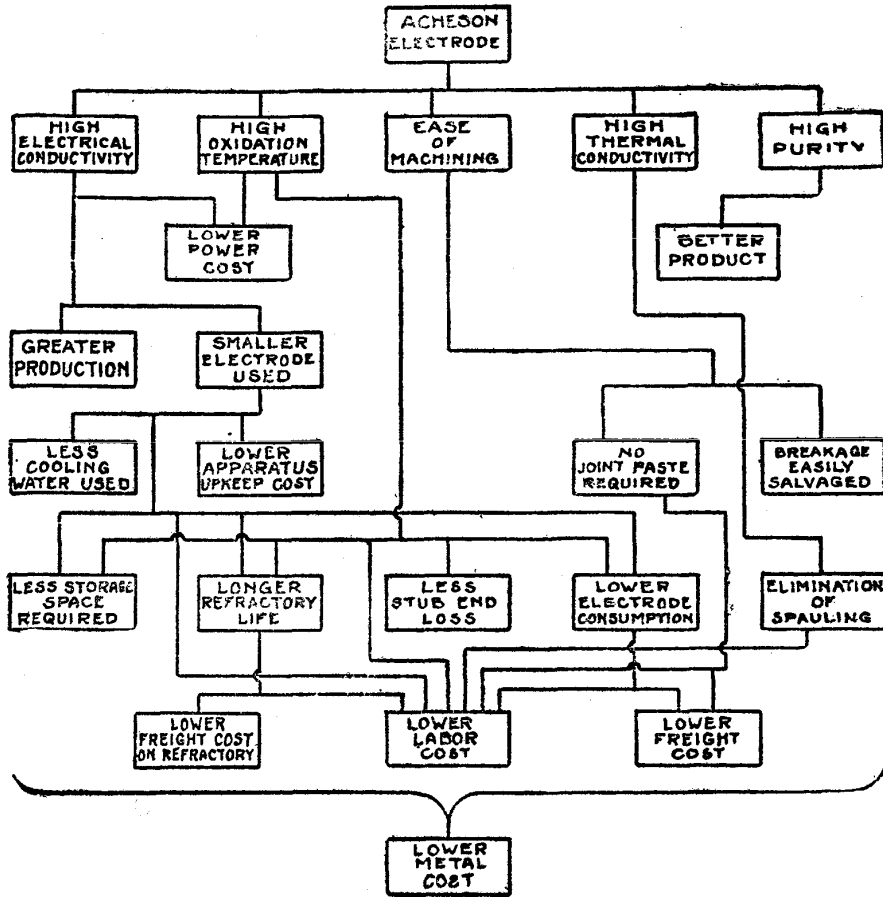 ACHESON
ELECTRODE
HIGH
ELECTRICAL
CONDUCTIVITY
HIGH
OXIDATION
TEMPERATURE
EASE
OF
MACHINING
HIGH
THERMAL
CONDUCTIVITY
HIGH
PURITY
LOWER
POWER
COST
BETTER
PRODUCT
GREATER
PRODUCTION
SMALLER
ELECTRODE
USED
LESS
COOLING
WATER USED
LOWER
APPARATUS
UPKEEP COST
NO
JOINT PASTE
REQUIRED
BREAKAGE
EASILY
SALVAGED
LESS STORAGE
SPACE
REQUIRED
LONGER
REFRACTORY
LIFE
LESS
STUB END
LOSS
LOWER
ELECTRODE
CONSUMPTION
ELIMINATION
OF
SPAULING
LOWER
FREIGHT COST
ON REFRACTORY
LOWER
LABOR
COST
LOWER
FREIGHT
COST
LOWER
METAL
COST